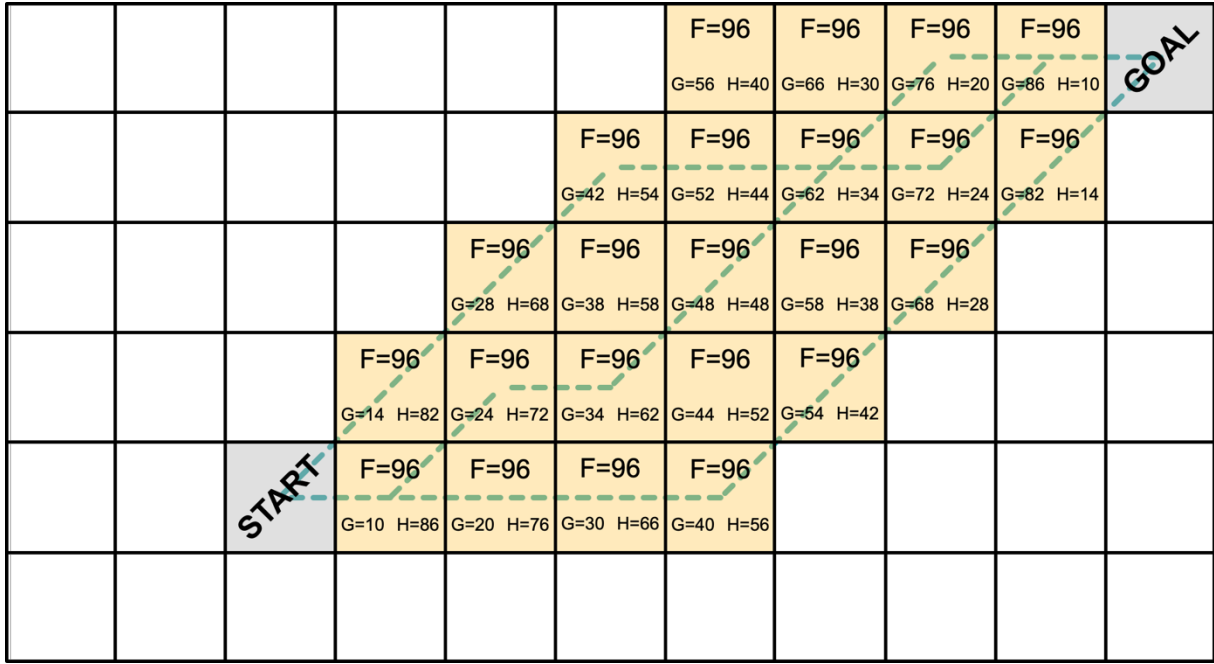 F=96 F=96 F=96 F=96 GOAL
G=56 H=40 G=66 H=30 G=76 H=20 G=86 H=10
F=96 F=96 F=96 F=96 F=96
G=42 H=54 G=52 H=44 G=62 H=34 G=72 H=24 G=82 H=14
F=96 F=96 F=96 F=96 F=96
G=28 H=68 G=38 H=58 G=48 H=48 G=58 H=38 G=68 H=28
F=96 F=96 F=96 F=96 F=96
G=14 H=82 G=24 H=72 G=34 H=62 G=44 H=52 G=54 H=42
START F=96 F=96 F=96 F=96
G=10 H=86 G=20 H=76 G=30 H=66 G=40 H=56